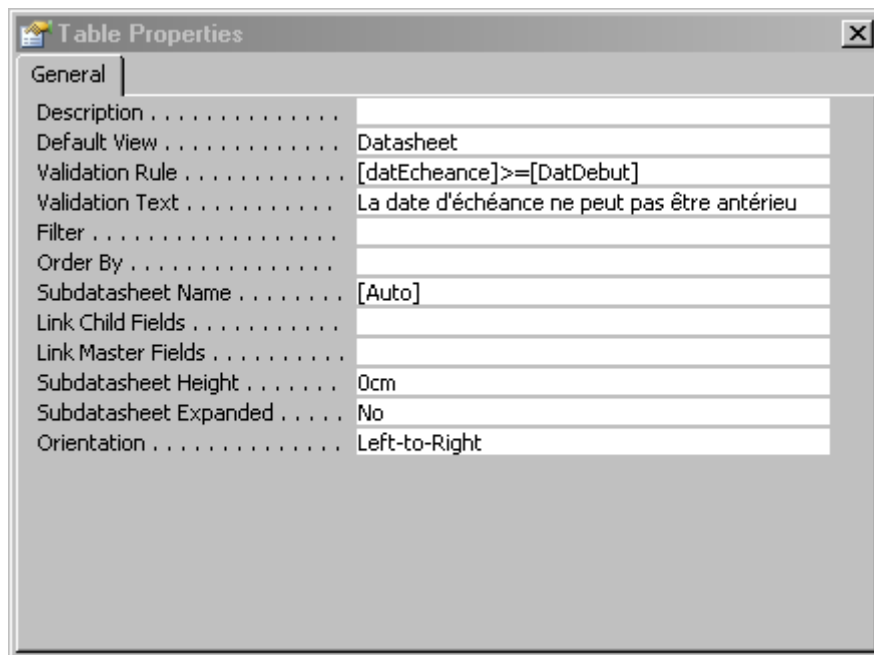 Table Properties
General
Description . . . . . . . . . . . . . .
Default View . . . . . . . . . . . . . Datasheet
Validation Rule . . . . . . . . . . . . [datEcheance]>=[DatDebut]
Validation Text . . . . . . . . . . . La date d'échéance ne peut pas être antérieu
Filter . . . . . . . . . . . . . . . . . .
Order By . . . . . . . . . . . . . . .
Subdatasheet Name . . . . . . . . [Auto]
Link Child Fields . . . . . . . . . . .
Link Master Fields . . . . . . . . . .
Subdatasheet Height . . . . . . . 0cm
Subdatasheet Expanded . . . . . No
Orientation . . . . . . . . . . . . . . Left-to-Right